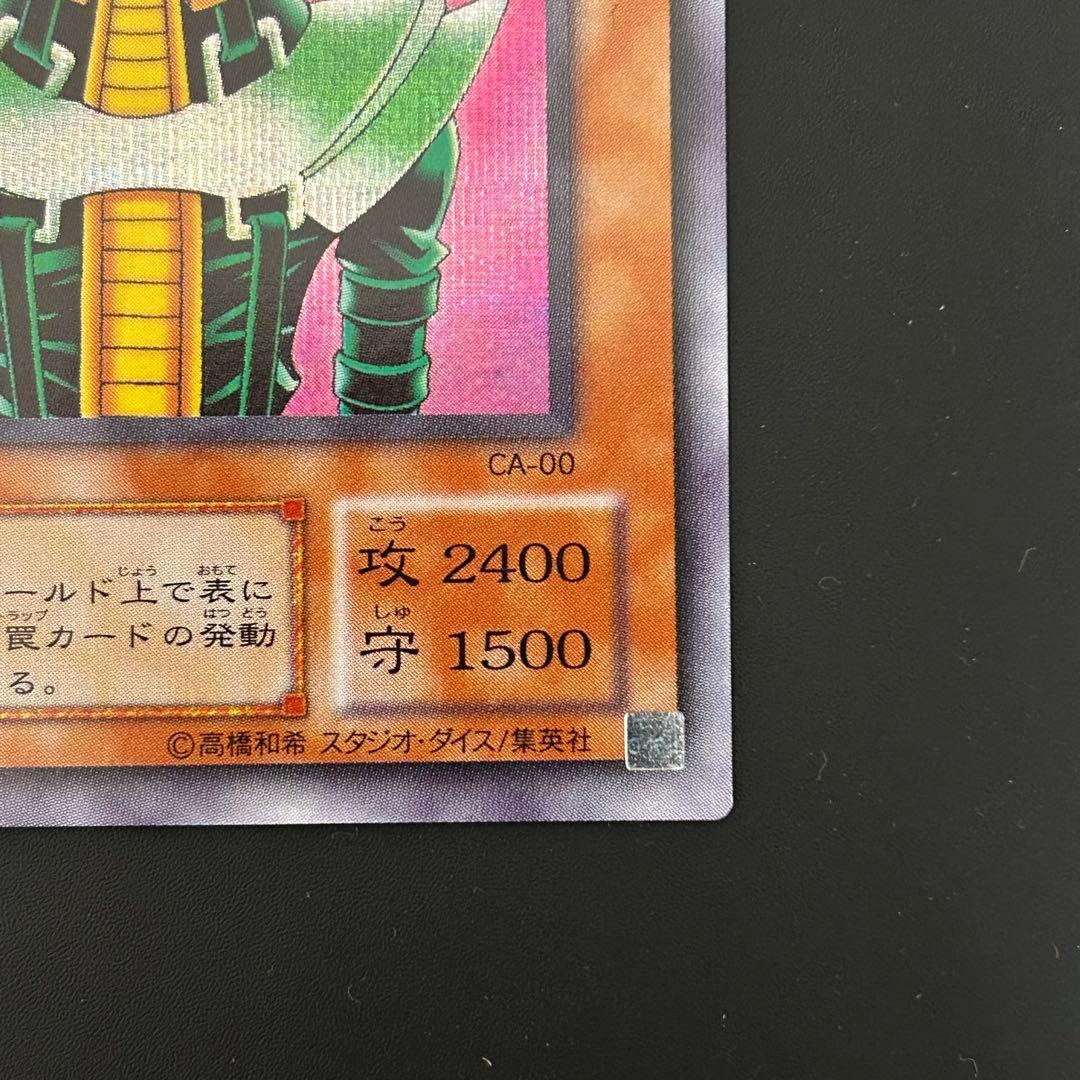 CA-00
こう
攻 2400
しゅ
守 1500
じょう おもて
ールド上で表に
ラップ はつ どう
罠カードの発動
る。
©高橋和希 スタジオ・ダイス/集英社